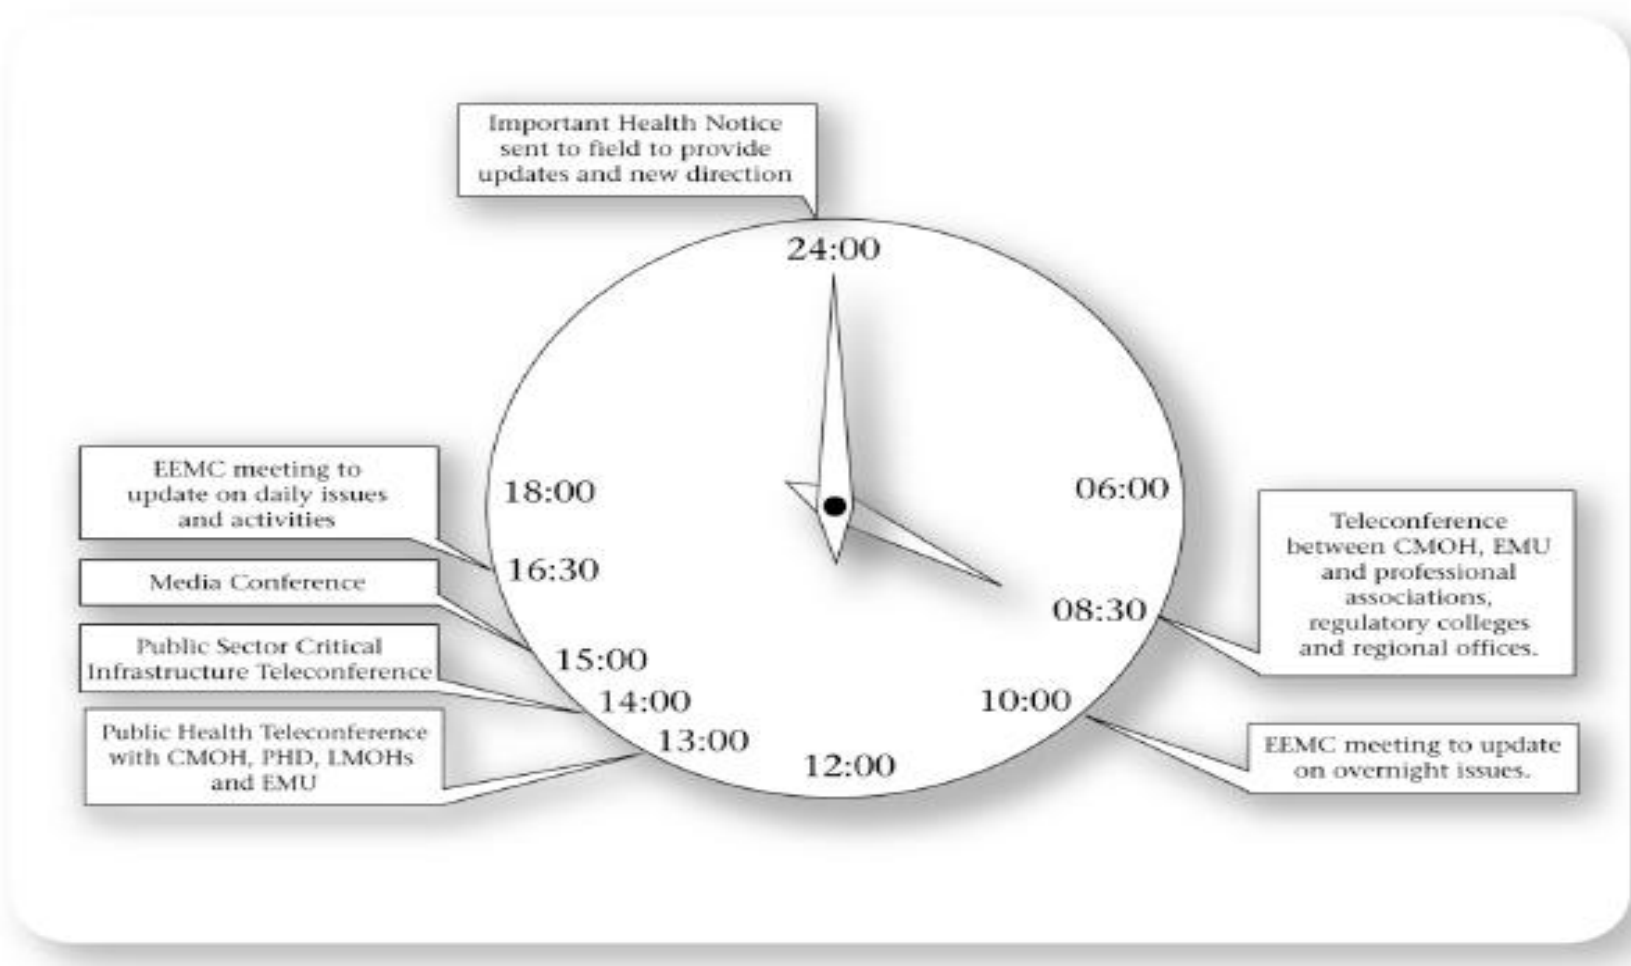 Important Health Notice
sent to field to provide
updates and new direction
24:00
EEMC meeting to
update on daily issues
and activities
18:00
06:00
Teleconference
between CMOH, EMU
and professional
associations,
regulatory colleges
and regional offices.
16:30
Media Conference
08:30
Public Sector Critical
Infrastructure Teleconference
15:00
14:00
10:00
Public Health Teleconference
with CMOH, PHD, LMOHs
and EMU
13:00
12:00
EEMC meeting to update
on overnight issues.